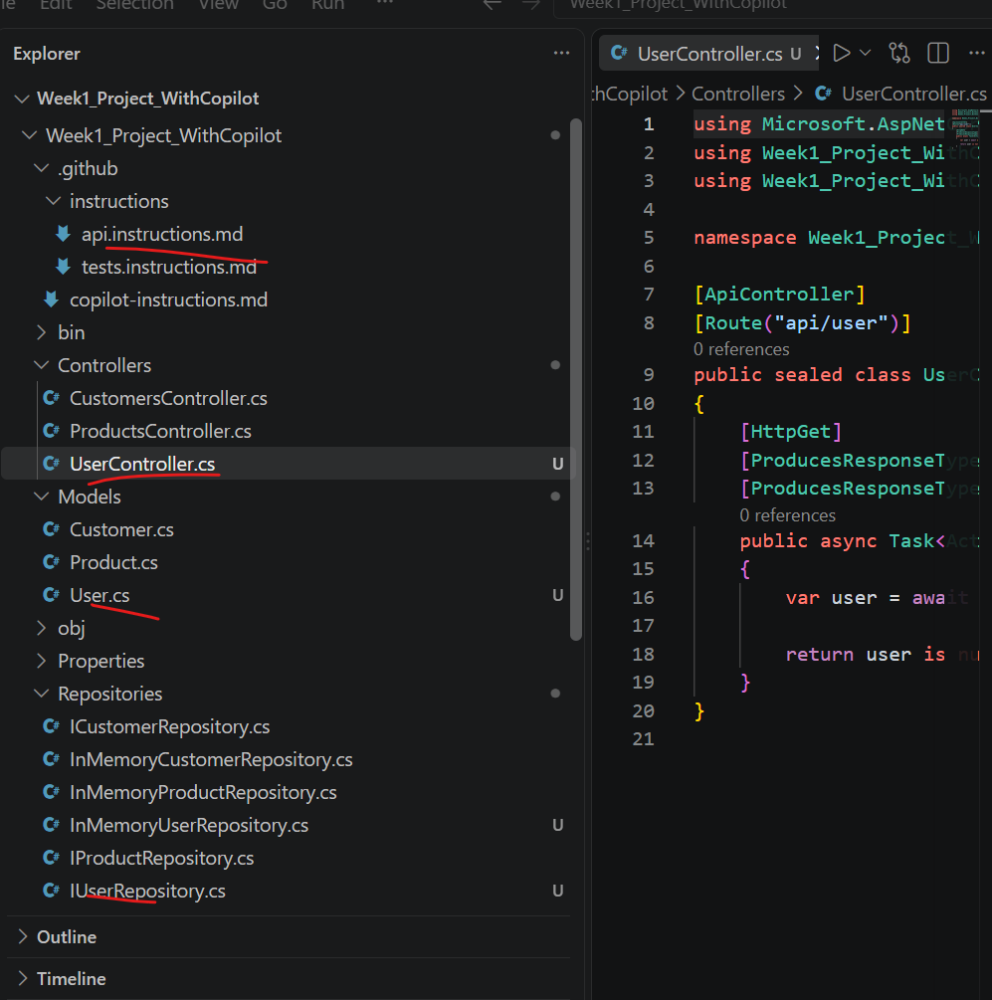 Edit Selection View Go Run ...
Week1_Project_WithCopilot
Explorer
Week1_Project_WithCopilot
Week1_Project_WithCopilot
.github
instructions
api.instructions.md
tests.instructions.md
copilot-instructions.md
bin
Controllers
CustomersController.cs
ProductsController.cs
UserController.cs U
Models
Customer.cs
Product.cs
User.cs U
obj
Properties
Repositories
ICustomerRepository.cs
InMemoryCustomerRepository.cs
InMemoryProductRepository.cs
InMemoryUserRepository.cs U
IProductRepository.cs
IUserRepository.cs U
Outline
Timeline
UserController.cs U
thCopilot > Controllers > UserController.cs
1 using Microsoft.AspNet
2 using Week1_Project_WithC
3 using Week1_Project_WithC
4
5 namespace Week1_Project_W
6
7 [ApiController]
8 [Route("api/user")]
0 references
9 public sealed class UserC
10 {
11 [HttpGet]
12 [ProducesResponseType
13 [ProducesResponseType
0 references
14 public async Task<Act
15 {
16 var user = await
17
18 return user is nu
19 }
20 }
21